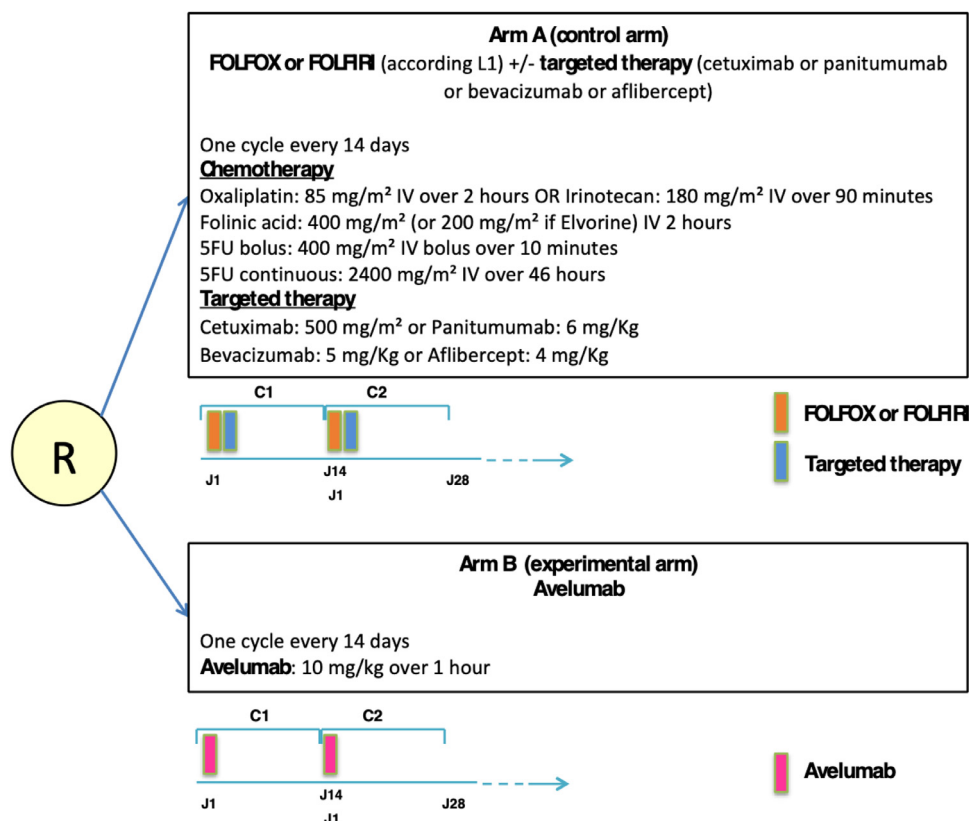 Arm A (control arm)
FOLFOX or FOLFIRI (according L1) +/- targeted therapy (cetuximab or panitumumab
or bevacizumab or aflibercept)
One cycle every 14 days
Chemotherapy
Oxaliplatin: 85 mg/m² IV over 2 hours OR Irinotecan: 180 mg/m² IV over 90 minutes
Folinic acid: 400 mg/m² (or 200 mg/m² if Elvorine) IV 2 hours
5FU bolus: 400 mg/m² IV bolus over 10 minutes
5FU continuous: 2400 mg/m² IV over 46 hours
Targeted therapy
Cetuximab: 500 mg/m² or Panitumumab: 6 mg/Kg
Bevacizumab: 5 mg/Kg or Aflibercept: 4 mg/Kg
C1 C2
FOLFOX or FOLFIRI
R
Targeted therapy
J1 J14 J28
J1
Arm B (experimental arm)
Avelumab
One cycle every 14 days
Avelumab: 10 mg/kg over 1 hour
C1 C2
Avelumab
J1 J14 J28
J1